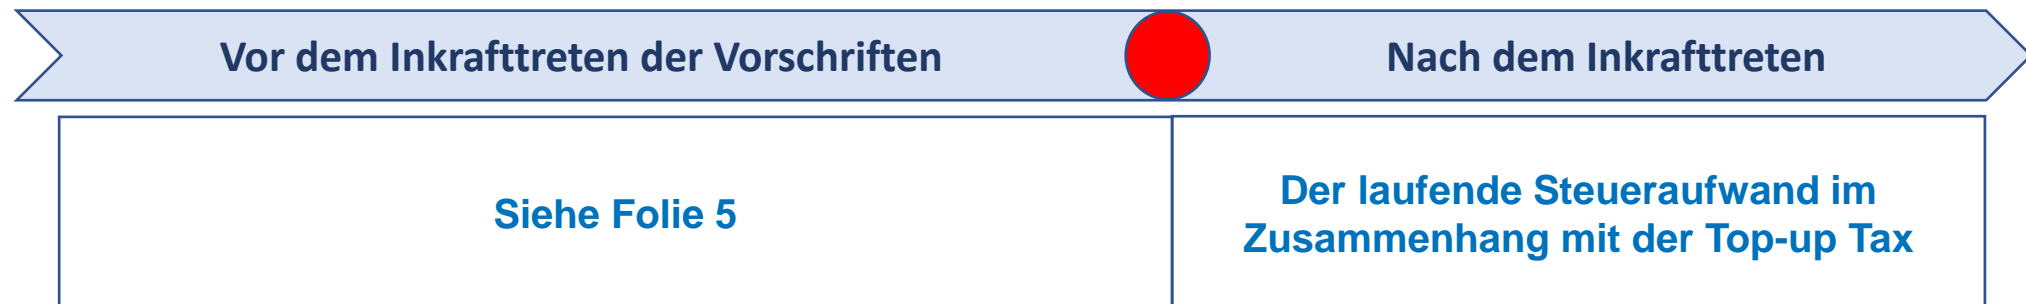 Vor dem Inkrafttreten der Vorschriften
Nach dem Inkrafttreten
Siehe Folie 5
Der laufende Steueraufwand im
Zusammenhang mit der Top-up Tax